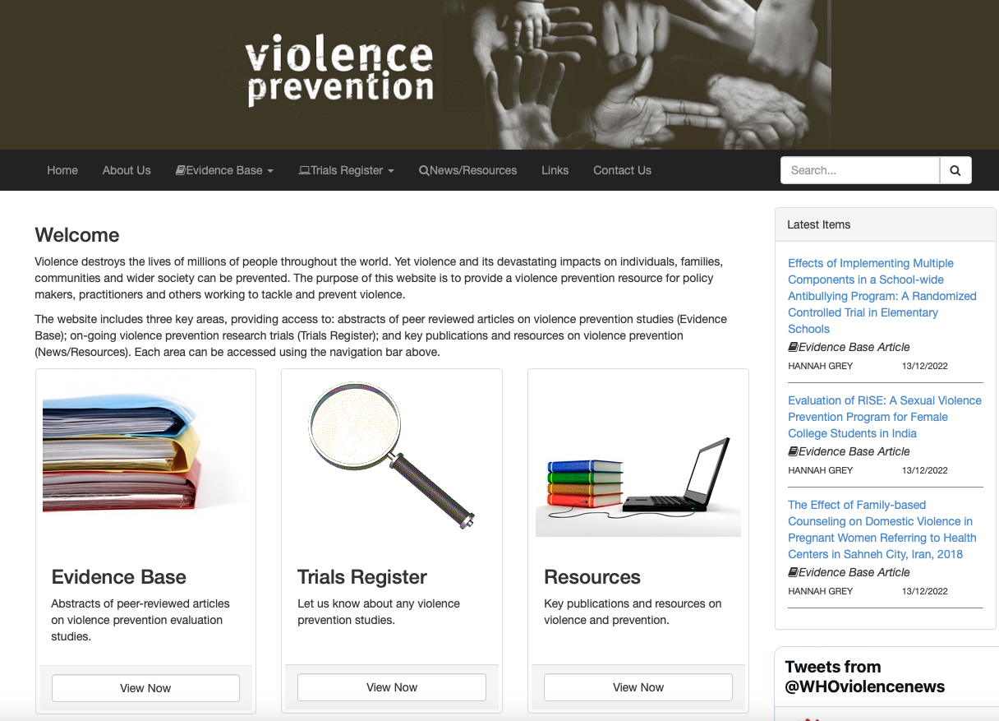 violence
prevention
Home About Us Evidence Base Trials Register News/Resources Links Contact Us Search...
Welcome
Violence destroys the lives of millions of people throughout the world. Yet violence and its devastating impacts on individuals, families,
communities and wider society can be prevented. The purpose of this website is to provide a violence prevention resource for policy
makers, practitioners and others working to tackle and prevent violence.
The website includes three key areas, providing access to: abstracts of peer reviewed articles on violence prevention studies (Evidence
Base); on-going violence prevention research trials (Trials Register); and key publications and resources on violence prevention
(News/Resources). Each area can be accessed using the navigation bar above.
Evidence Base
Abstracts of peer-reviewed articles
on violence prevention evaluation
studies.
View Now
Trials Register
Let us know about any violence
prevention studies.
View Now
Resources
Key publications and resources on
violence and prevention.
View Now
Latest Items
Effects of Implementing Multiple
Components in a School-wide
Antibullying Program: A Randomized
Controlled Trial in Elementary
Schools
Evidence Base Article
HANNAH GREY 13/12/2022
Evaluation of RISE: A Sexual Violence
Prevention Program for Female
College Students in India
Evidence Base Article
HANNAH GREY 13/12/2022
The Effect of Family-based
Counseling on Domestic Violence in
Pregnant Women Referring to Health
Centers in Sahneh City, Iran, 2018
Evidence Base Article
HANNAH GREY 13/12/2022
Tweets from
@WHOviolencenews